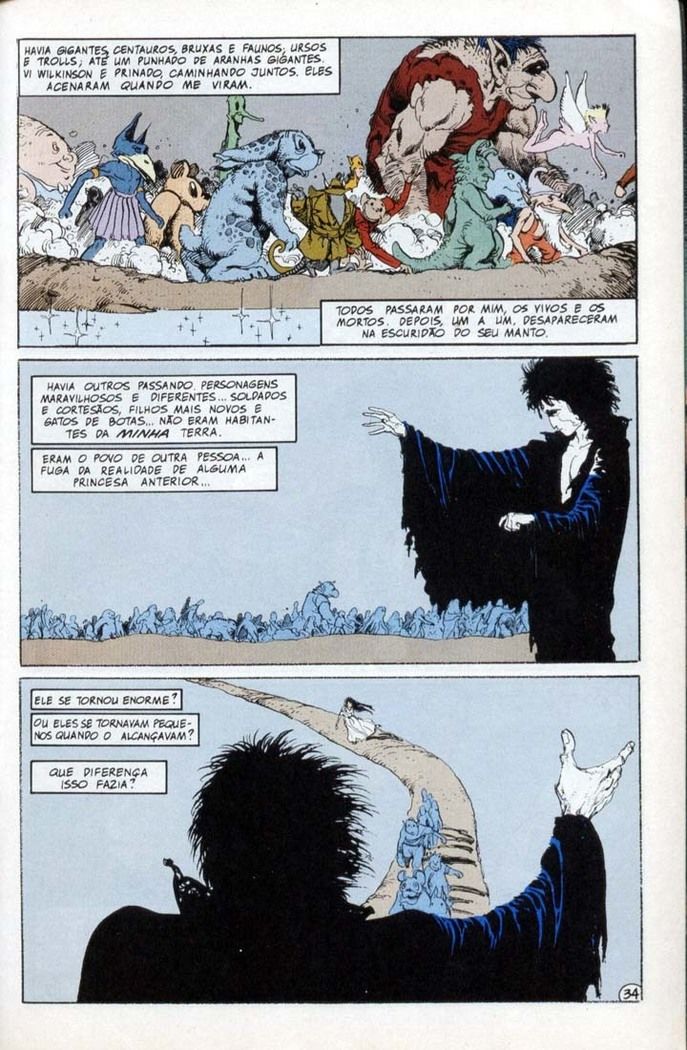 HAVIA GIGANTES, CENTAUROS, BRUXAS E FAUNOS; URSOS
E TROLLS; ATÉ UM PUNHADO DE ARANHAS GIGANTES.
VI WILKINSON E PRINADO, CAMINHANDO JUNTOS. ELES
ACENARAM QUANDO ME VIRAM.
TODOS PASSARAM POR MIM, OS VIVOS E OS
MORTOS. DEPOIS, UM A UM, DESAPARECERAM
NA ESCURIDÃO DO SEU MANTO.
HAVIA OUTROS PASSANDO. PERSONAGENS
MARAVILHOSOS E DIFERENTES... SOLDADOS
E CORTESÃOS, FILHOS MAIS NOVOS E
GATOS DE BOTAS... NÃO ERAM HABITAN-
TES DA MINHA TERRA.
ERAM O POVO DE OUTRA PESSOA... A
FUGA DA REALIDADE DE ALGUMA
PRINCESA ANTERIOR...
ELE SE TORNOU ENORME?
OU ELES SE TORNAVAM PEQUE-
NOS QUANDO O ALCANÇAVAM?
QUE DIFERENÇA
ISSO FAZIA?
34